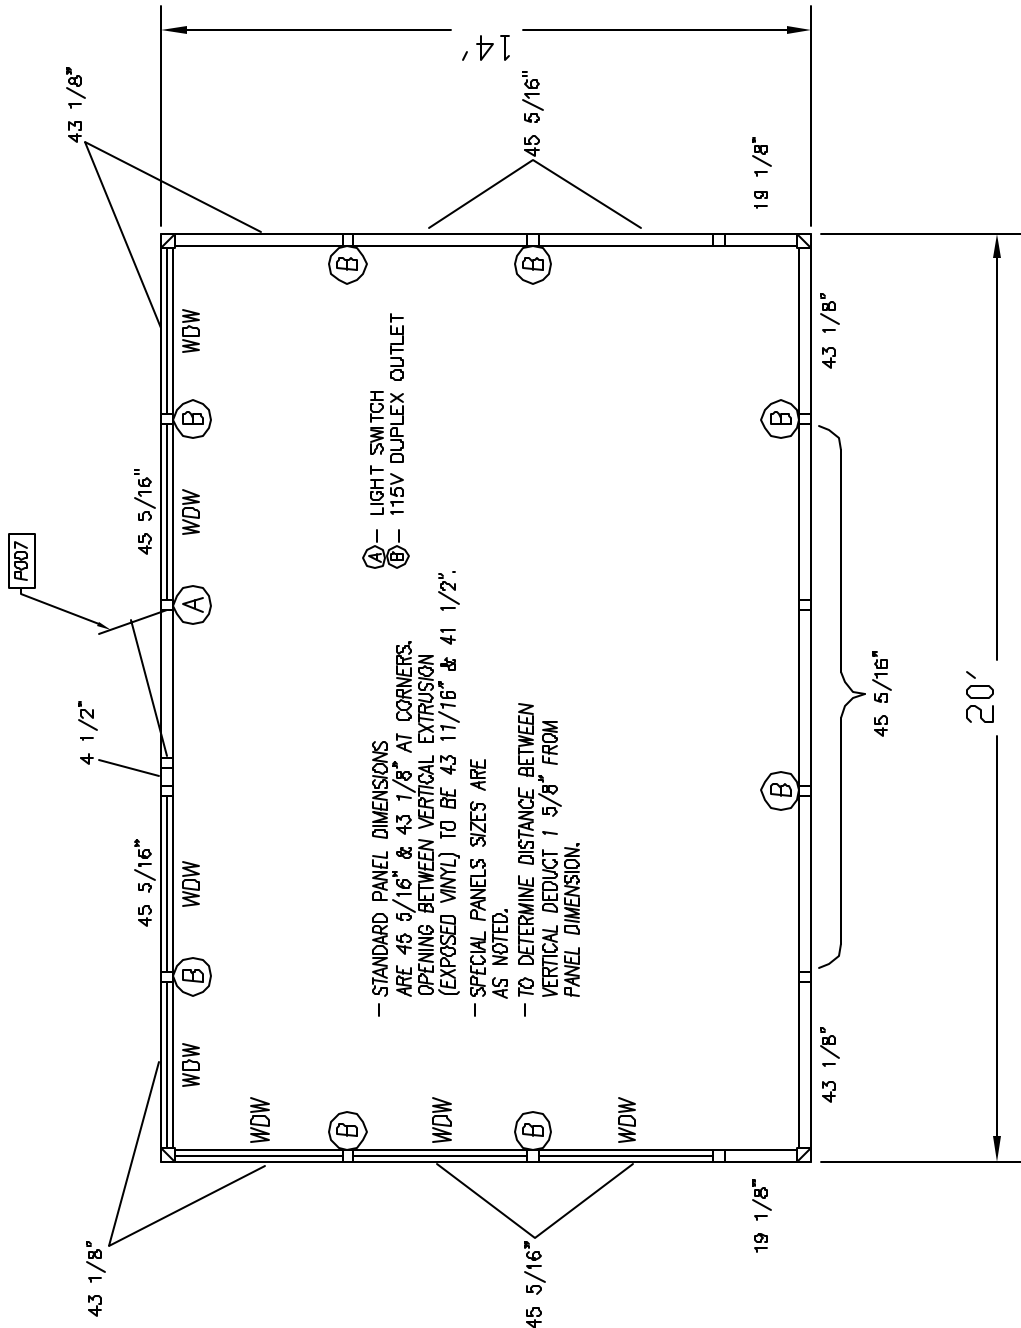 43 1/8"
45 5/16"
4 1/2"
P007
45 5/16"
43 1/8"
WDW
WDW
WDW
WDW
B
B
A
B
WDW
B
WDW
B
WDW
B
B
B
B
— STANDARD PANEL DIMENSIONS
ARE 45 5/16" & 43 1/8" AT CORNERS.
OPENING BETWEEN VERTICAL EXTRUSION
(EXPOSED VINYL) TO BE 43 11/16" & 41 1/2".
— SPECIAL PANELS SIZES ARE
AS NOTED.
— TO DETERMINE DISTANCE BETWEEN
VERTICAL DEDUCT 1 5/8" FROM
PANEL DIMENSION.
A — LIGHT SWITCH
B — 115V DUPLEX OUTLET
45 5/16"
45 5/16"
19 1/8"
19 1/8"
14'
43 1/8"
45 5/16"
43 1/8"
20'